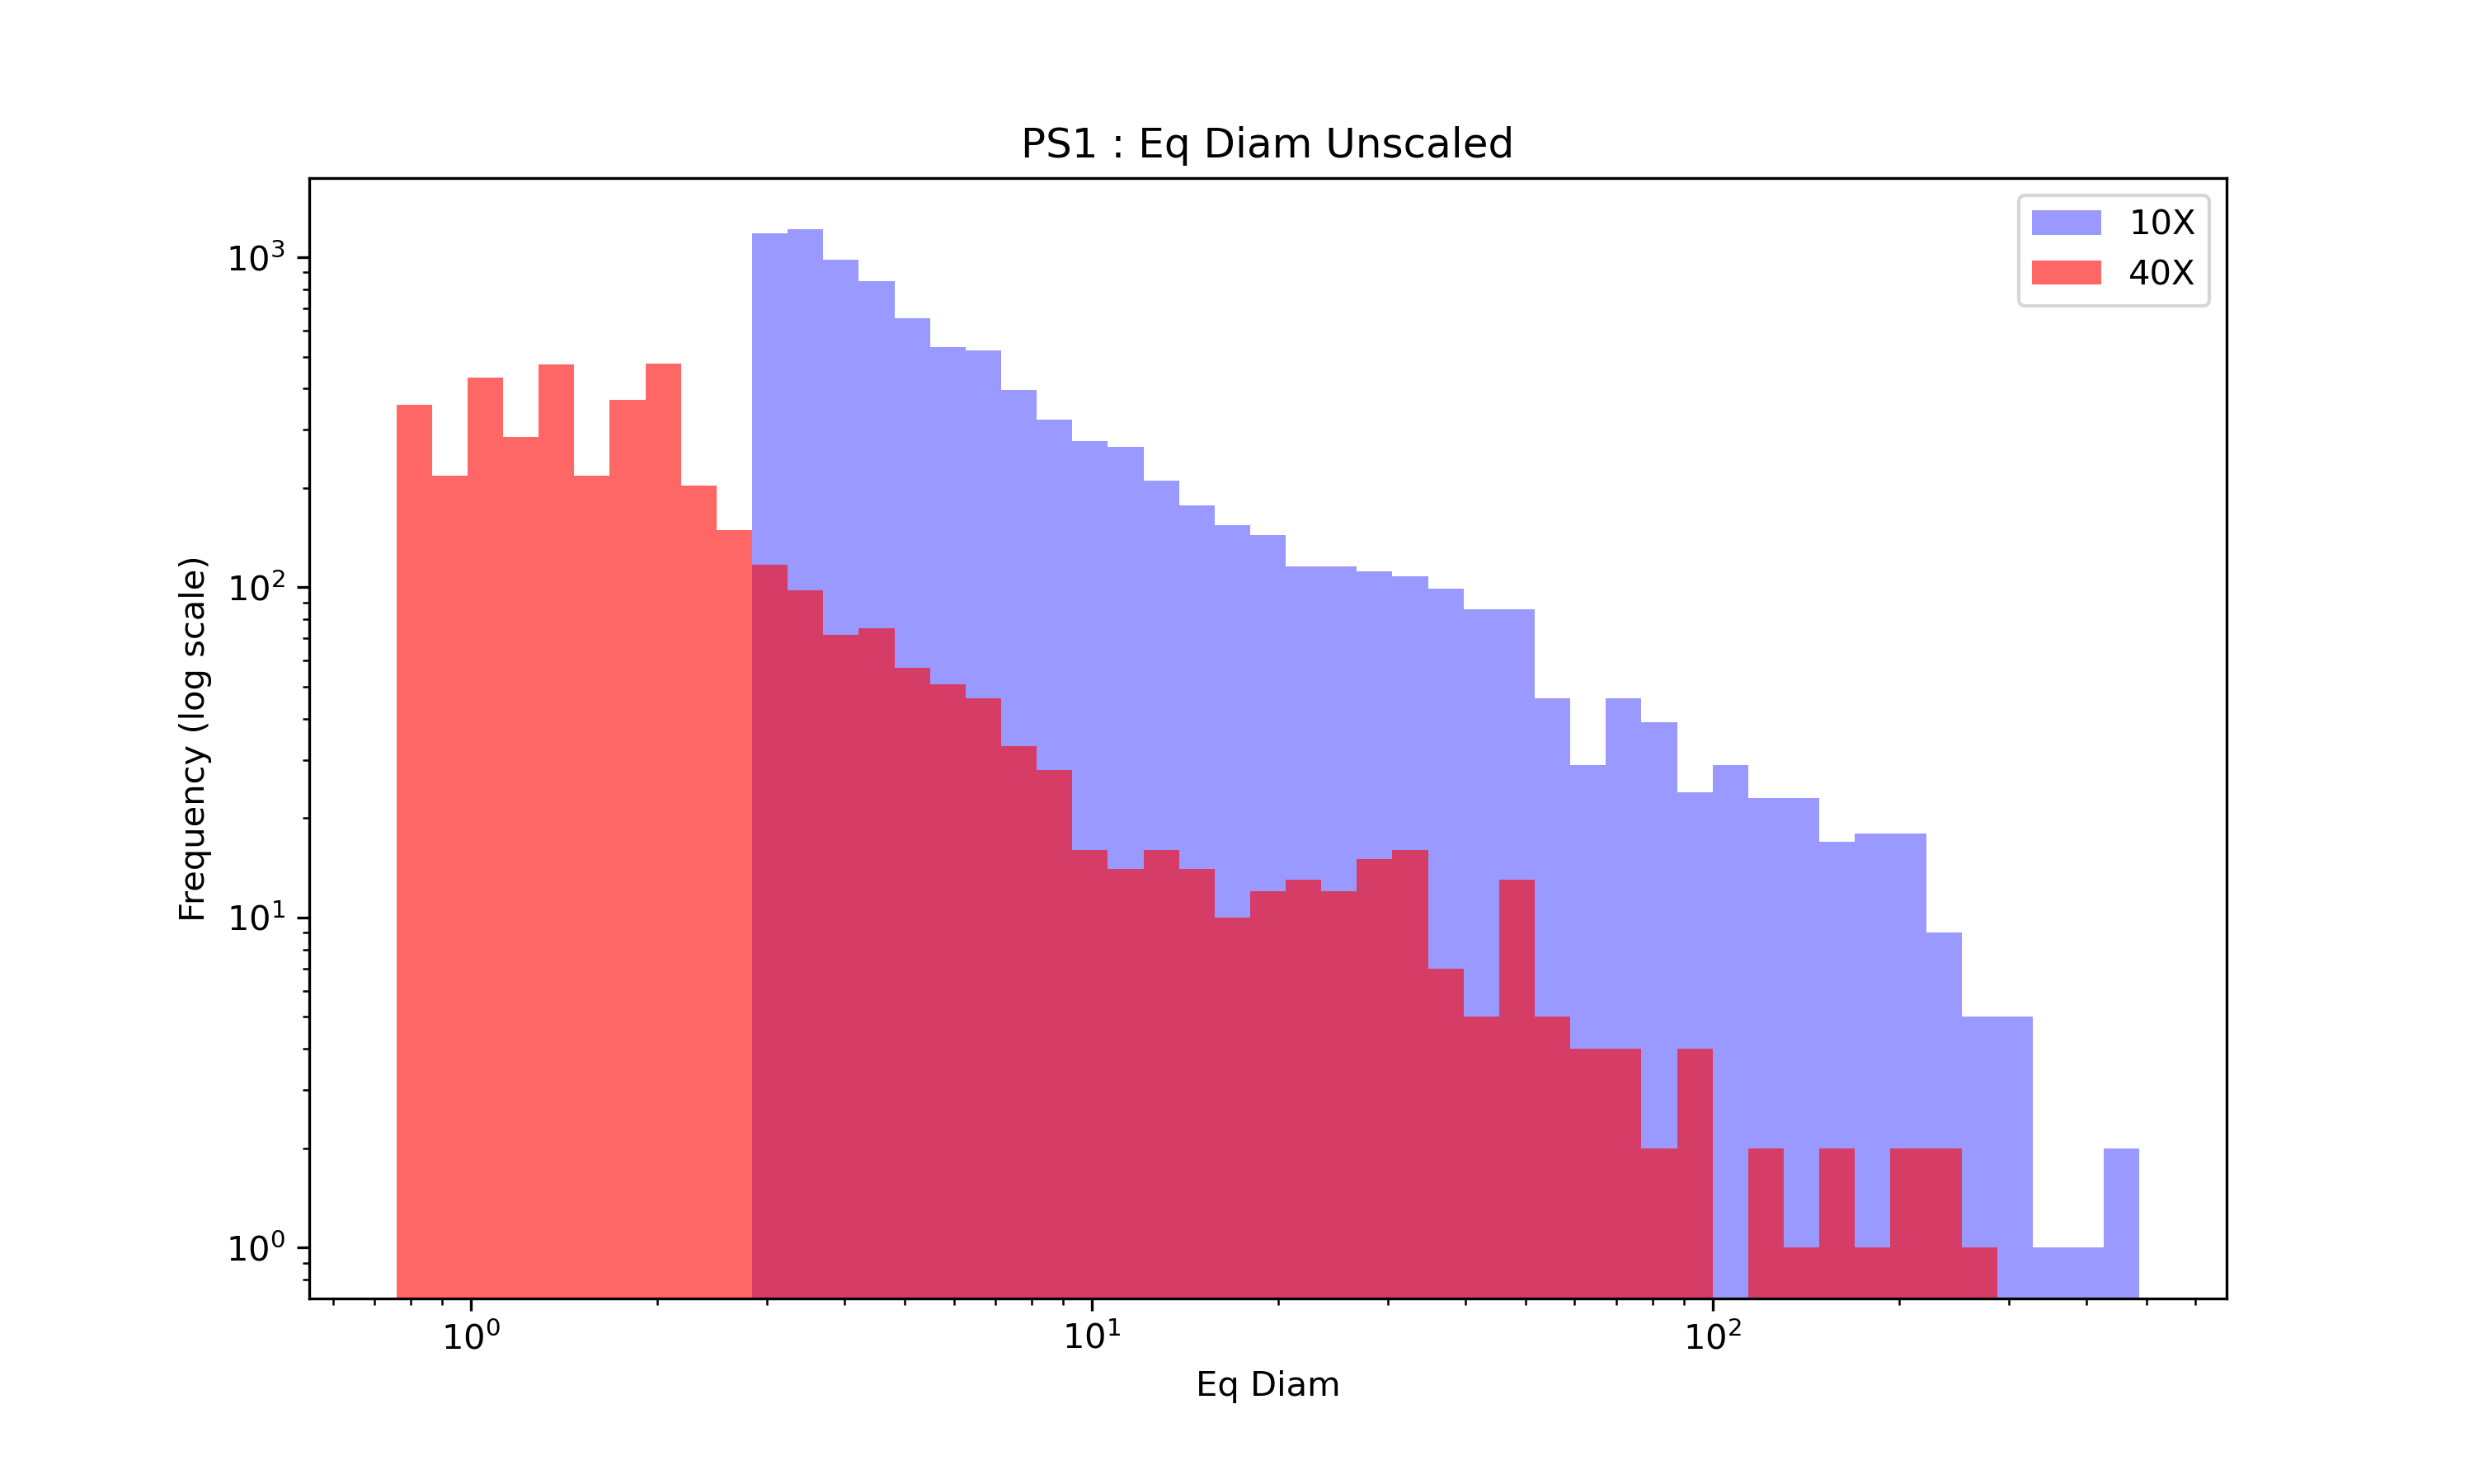 PS1 : Eq Diam Unscaled
10X
40X
10³
10²
10¹
10⁰
Frequency (log scale)
10⁰
10¹
10²
Eq Diam